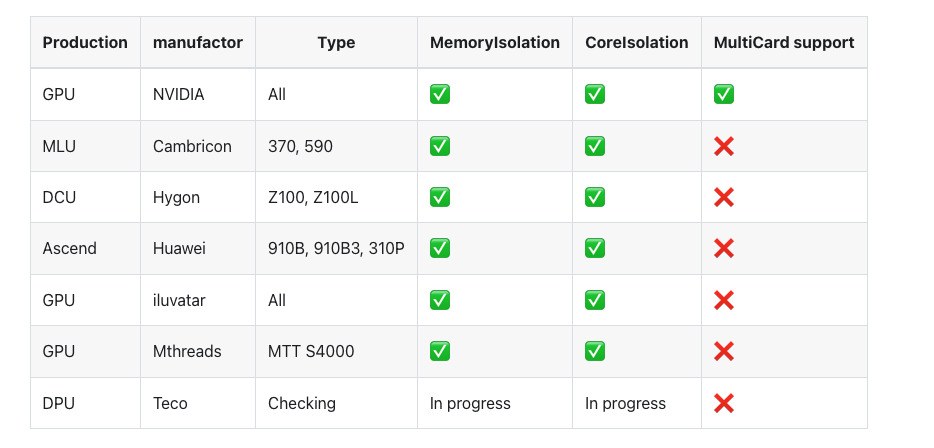 Production manufactor Type MemoryIsolation CoreIsolation MultiCard support
GPU NVIDIA All ✅ ✅ ✅
MLU Cambricon 370, 590 ✅ ✅ ❌
DCU Hygon Z100, Z100L ✅ ✅ ❌
Ascend Huawei 910B, 910B3, 310P ✅ ✅ ❌
GPU iluvatar All ✅ ✅ ❌
GPU Mthreads MTT S4000 ✅ ✅ ❌
DPU Teco Checking In progress In progress ❌